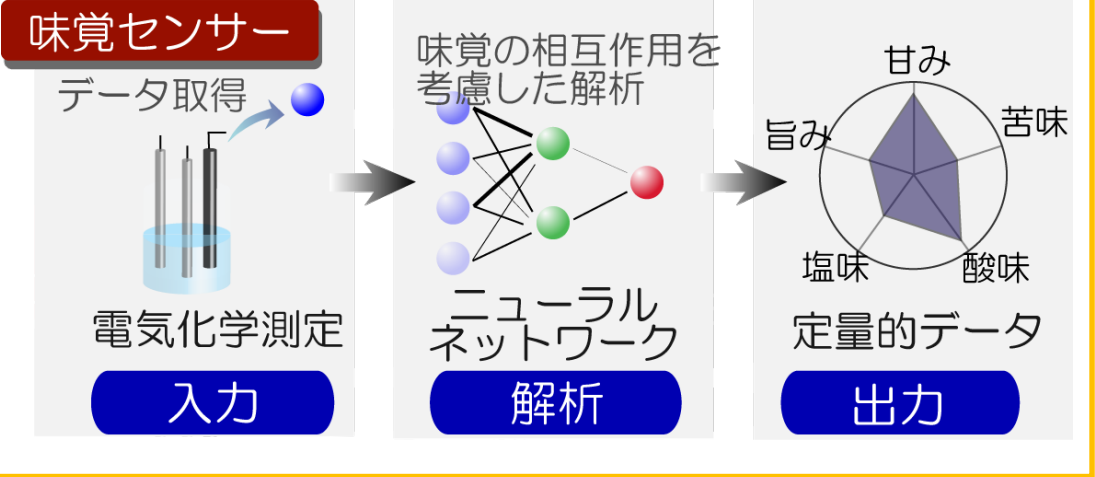 味覚センサー
データ取得
電気化学測定
入力
味覚の相互作用を
考慮した解析
ニューラル
ネットワーク
解析
甘み
旨み
苦味
塩味
酸味
定量的データ
出力